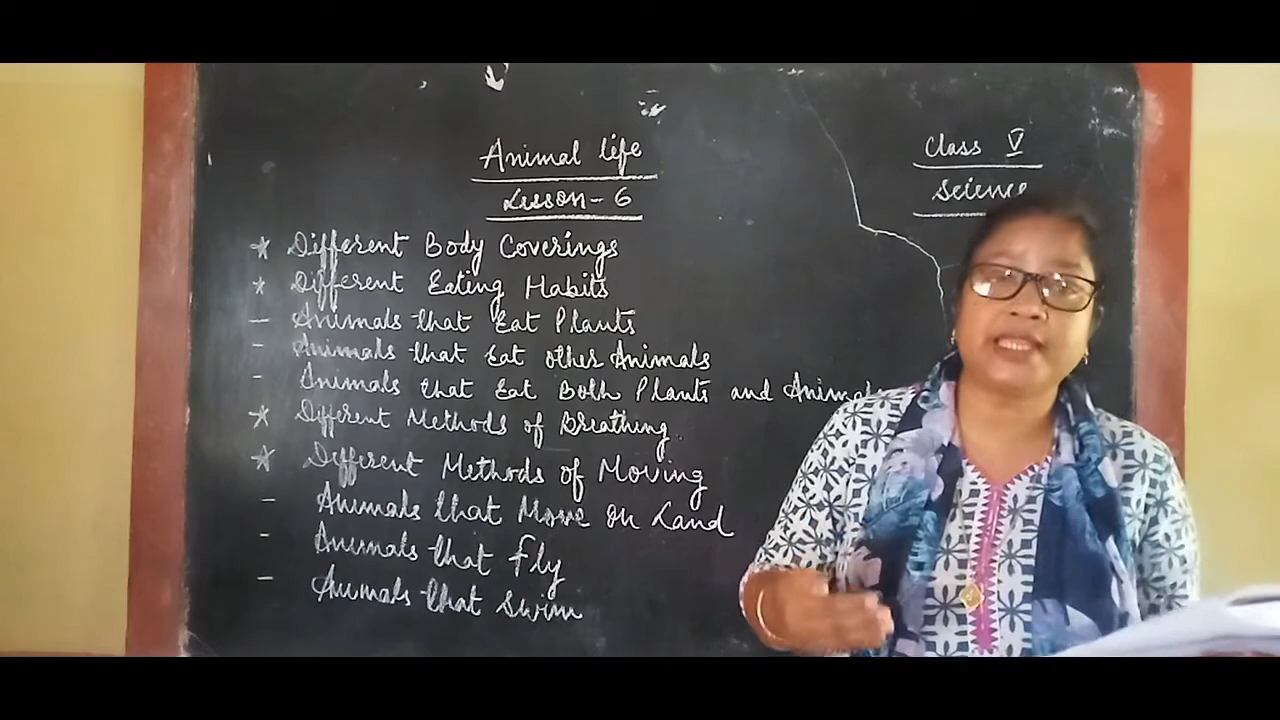 Animal life
Lesson - 6
Class V
Science
* Different Body Coverings
* Different Eating Habits
— Animals that Eat Plants
- Animals that Eat other Animals
- Animals that Eat Both Plants and
* Different Methods of Breathing.
* Different Methods of Moving
- Animals that Move on Land
- Animals that Fly
- Animals that Swim